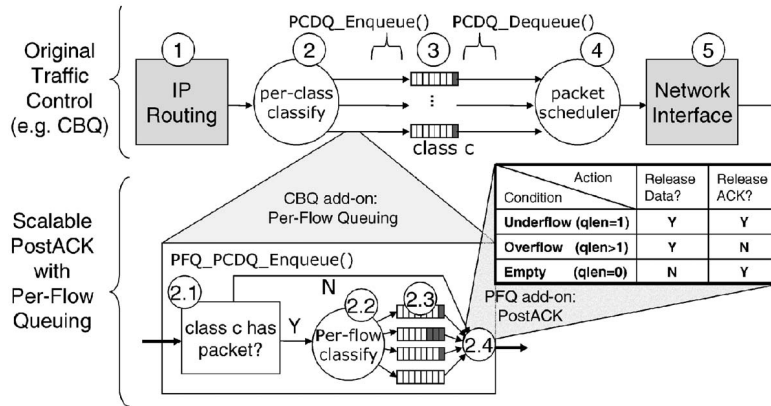 PCDQ_Enqueue()
PCDQ_Dequeue()
Original
Traffic
Control
(e.g. CBQ)
1
IP
Routing
2
per-class
classify
3
...
class c
4
packet
scheduler
5
Network
Interface
Scalable
PostACK
with
Per-Flow
Queuing
CBQ add-on:
Per-Flow Queuing
PFQ_PCDQ_Enqueue()
2.1
class c has
packet?
N
Y
2.2
Per-flow
classify
2.3
2.4
PFQ add-on:
PostACK
Action
Condition
Release
Data?
Release
ACK?
Underflow (qlen=1) Y Y
Overflow (qlen>1) Y N
Empty (qlen=0) N Y